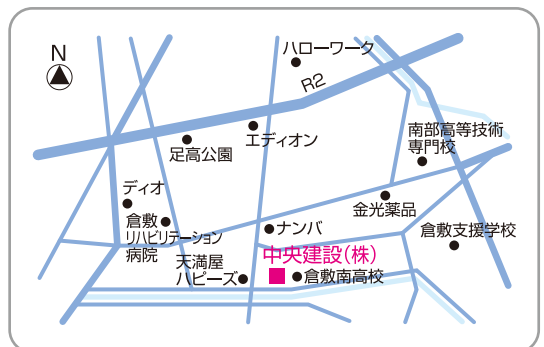 N
ハローワーク
R2
エディオン
足高公園
南部高等技術
専門校
ディオ
倉敷
リハビリテーション
病院
金光薬品
ナンバ
倉敷支援学校
中央建設(株)
天満屋
ハピーズ
倉敷南高校